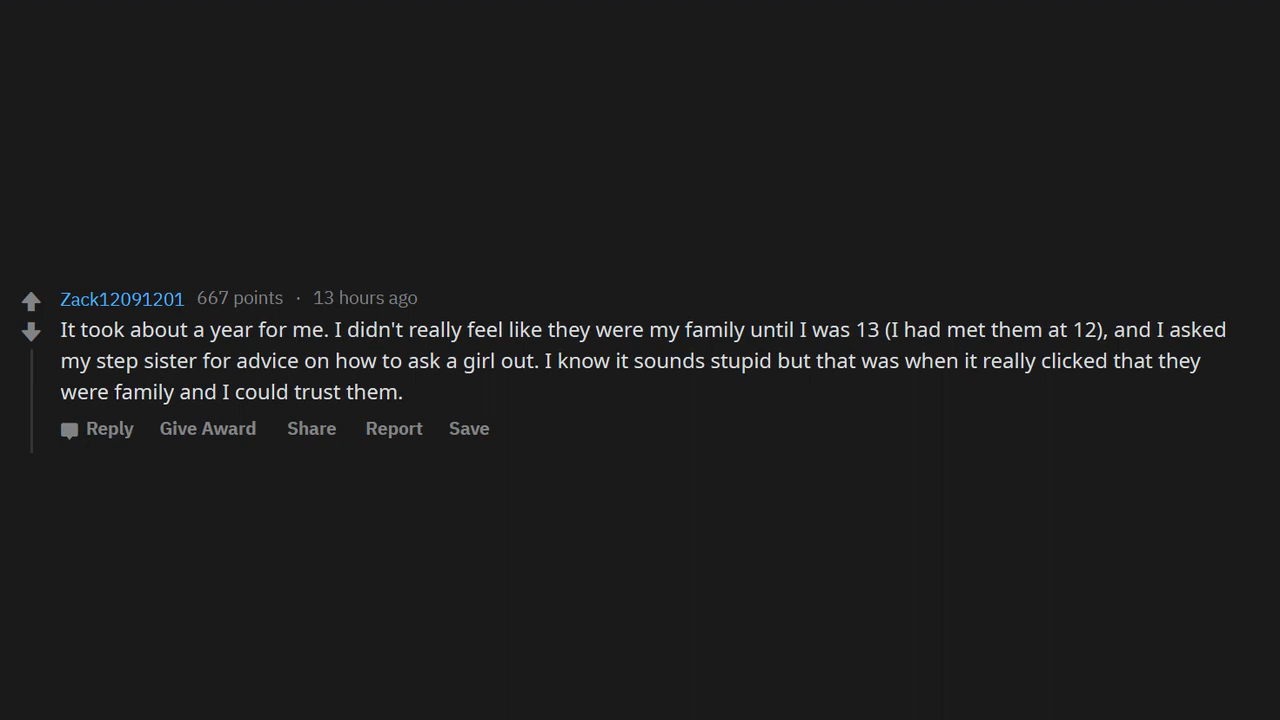 Zack12091201 667 points · 13 hours ago
It took about a year for me. I didn't really feel like they were my family until I was 13 (I had met them at 12), and I asked
my step sister for advice on how to ask a girl out. I know it sounds stupid but that was when it really clicked that they
were family and I could trust them.
Reply Give Award Share Report Save